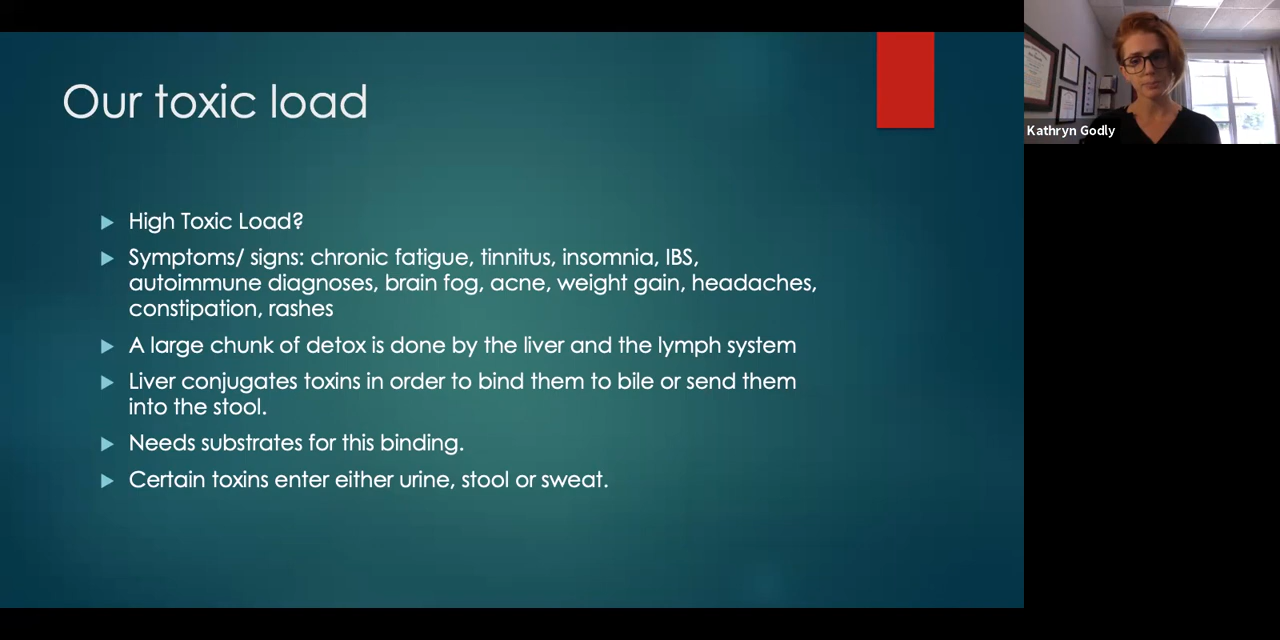 Our toxic load
High Toxic Load?
Symptoms/ signs: chronic fatigue, tinnitus, insomnia, IBS,
autoimmune diagnoses, brain fog, acne, weight gain, headaches,
constipation, rashes
A large chunk of detox is done by the liver and the lymph system
Liver conjugates toxins in order to bind them to bile or send them
into the stool.
Needs substrates for this binding.
Certain toxins enter either urine, stool or sweat.
Kathryn Godly